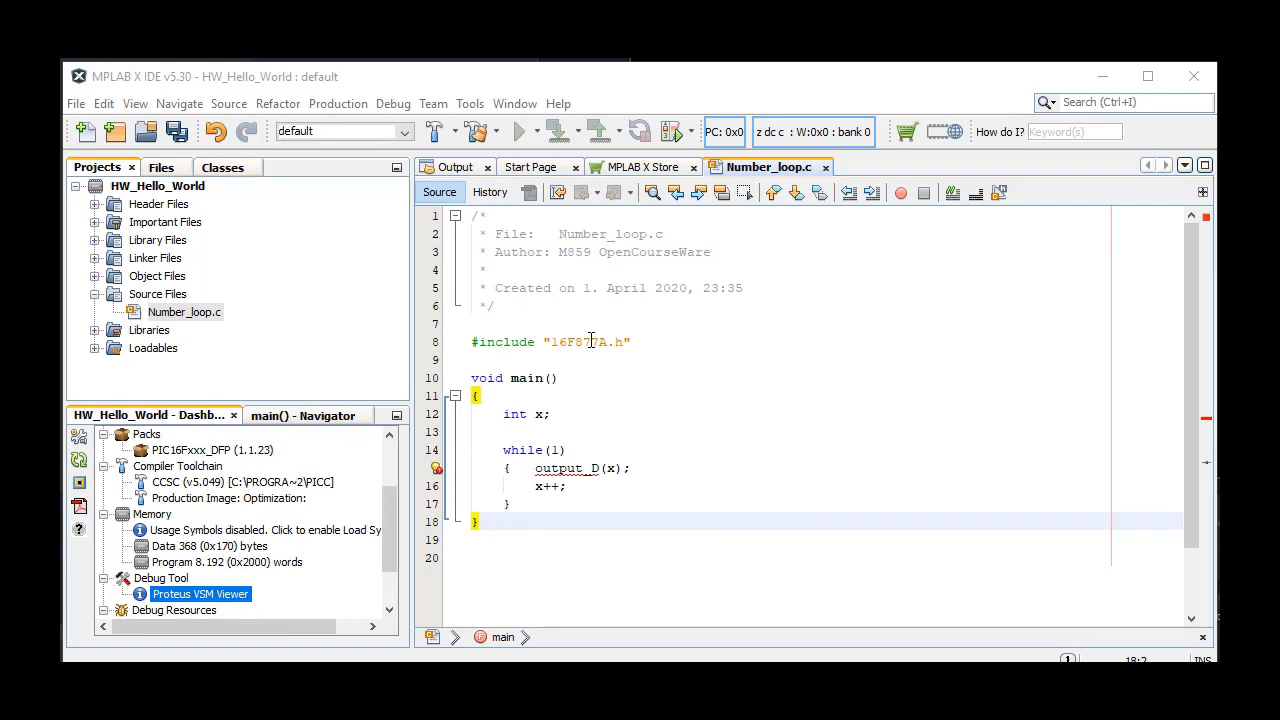 MPLAB X IDE v5.30 - HW_Hello_World : default
File Edit View Navigate Source Refactor Production Debug Team Tools Window Help
Search (Ctrl+I)
default
PC: 0x0
z dc c : W:0x0 : bank 0
How do I?
Keyword(s)
Projects
Files
Classes
HW_Hello_World
Header Files
Important Files
Library Files
Linker Files
Object Files
Source Files
Number_loop.c
Libraries
Loadables
HW_Hello_World - Dashb...
main() - Navigator
Packs
PIC16Fxxx_DFP (1.1.23)
Compiler Toolchain
CCSC (v5.049) [C:\PROGRA~2\PICC]
Production Image: Optimization:
Memory
Usage Symbols disabled. Click to enable Load Sy
Data 368 (0x170) bytes
Program 8.192 (0x2000) words
Debug Tool
Proteus VSM Viewer
Debug Resources
Output
Start Page
MPLAB X Store
Number_loop.c
Source
History
1 /*
2 * File: Number_loop.c
3 * Author: M859 OpenCourseWare
4 *
5 * Created on 1. April 2020, 23:35
6 */
7
8 #include "16F877A.h"
9
10 void main()
11 {
12 int x;
13
14 while(1)
{ output_D(x);
16 x++;
17 }
18 }
19
20
main
1
18:2
INS